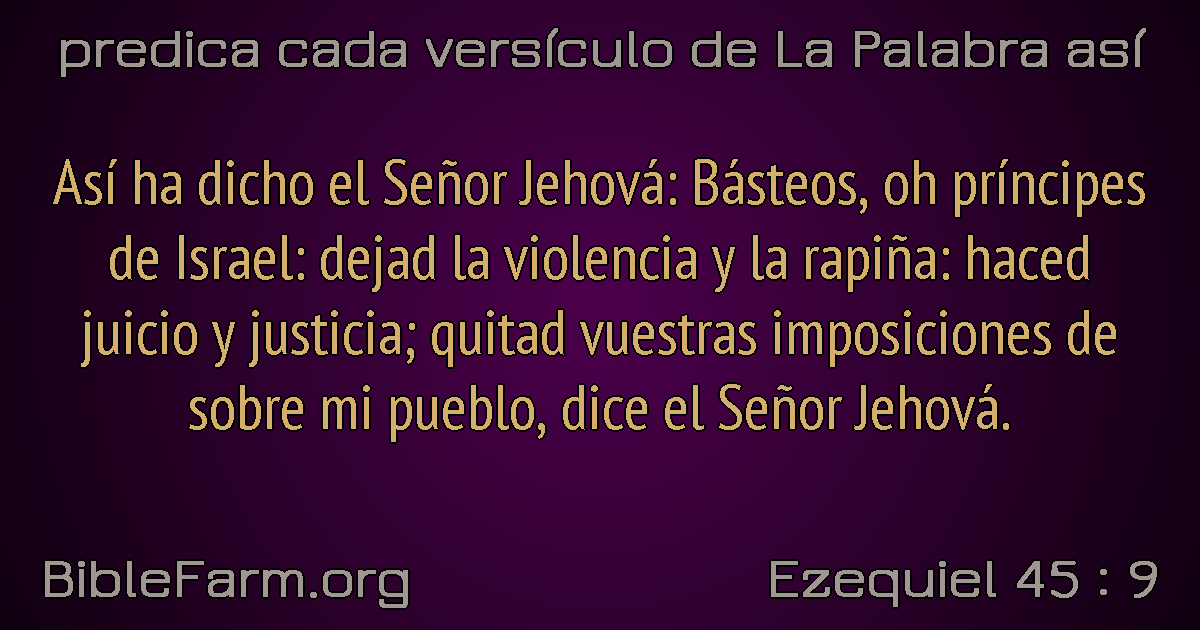 predica cada versículo de La Palabra así
Así ha dicho el Señor Jehová: Básteos, oh príncipes
de Israel: dejad la violencia y la rapiña: haced
juicio y justicia; quitad vuestras imposiciones de
sobre mi pueblo, dice el Señor Jehová.
BibleFarm.org
Ezequiel 45 : 9